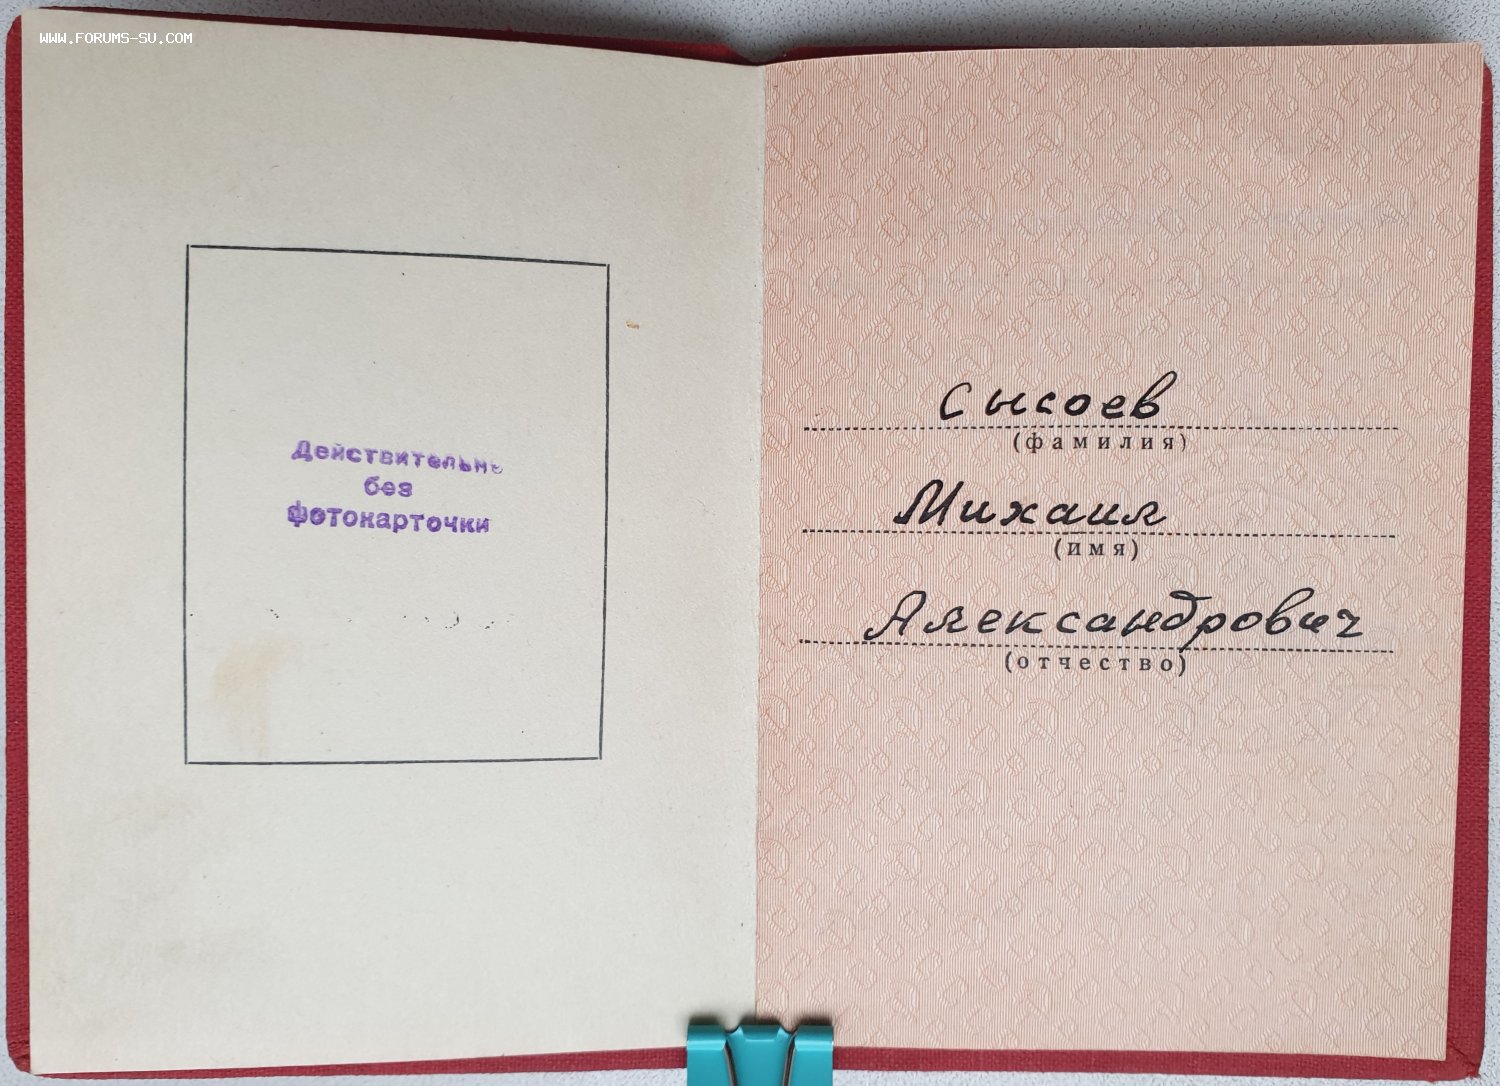 WWW.FORUMS-SU.COM
Действительно
без
фотокарточки
Сысоев
(фамилия)
Михаил
(имя)
Александрович
(отчество)